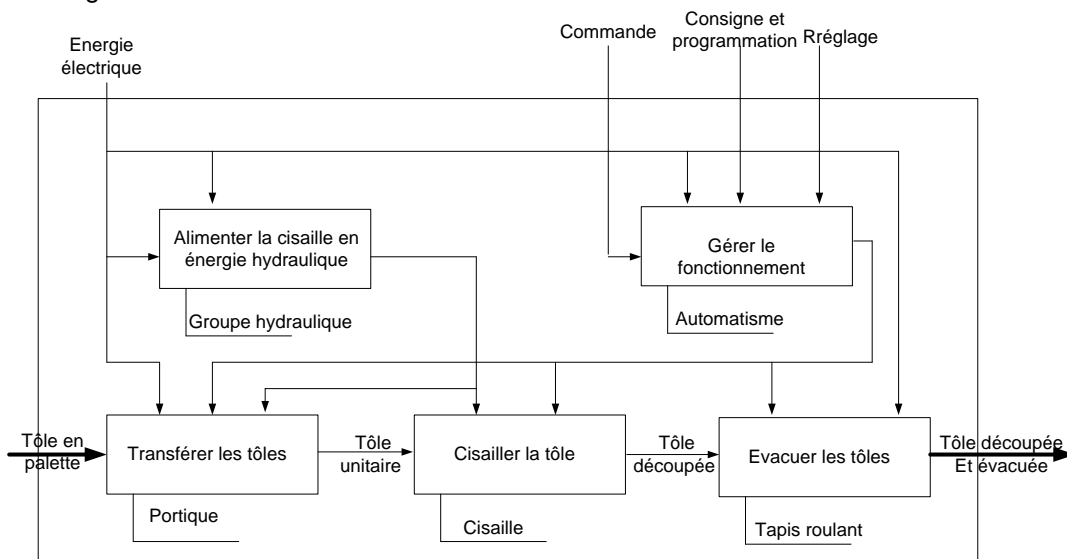 Energie
électrique
Commande
Consigne et
programmation
Rréglage
Alimenter la cisaille en
énergie hydraulique
Groupe hydraulique
Gérer le
fonctionnement
Automatisme
Tôle en
palette
Transférer les tôles
Portique
Tôle
unitaire
Cisailler la tôle
Cisaille
Tôle
découpée
Evacuer les tôles
Tapis roulant
Tôle découpée
Et évacuée